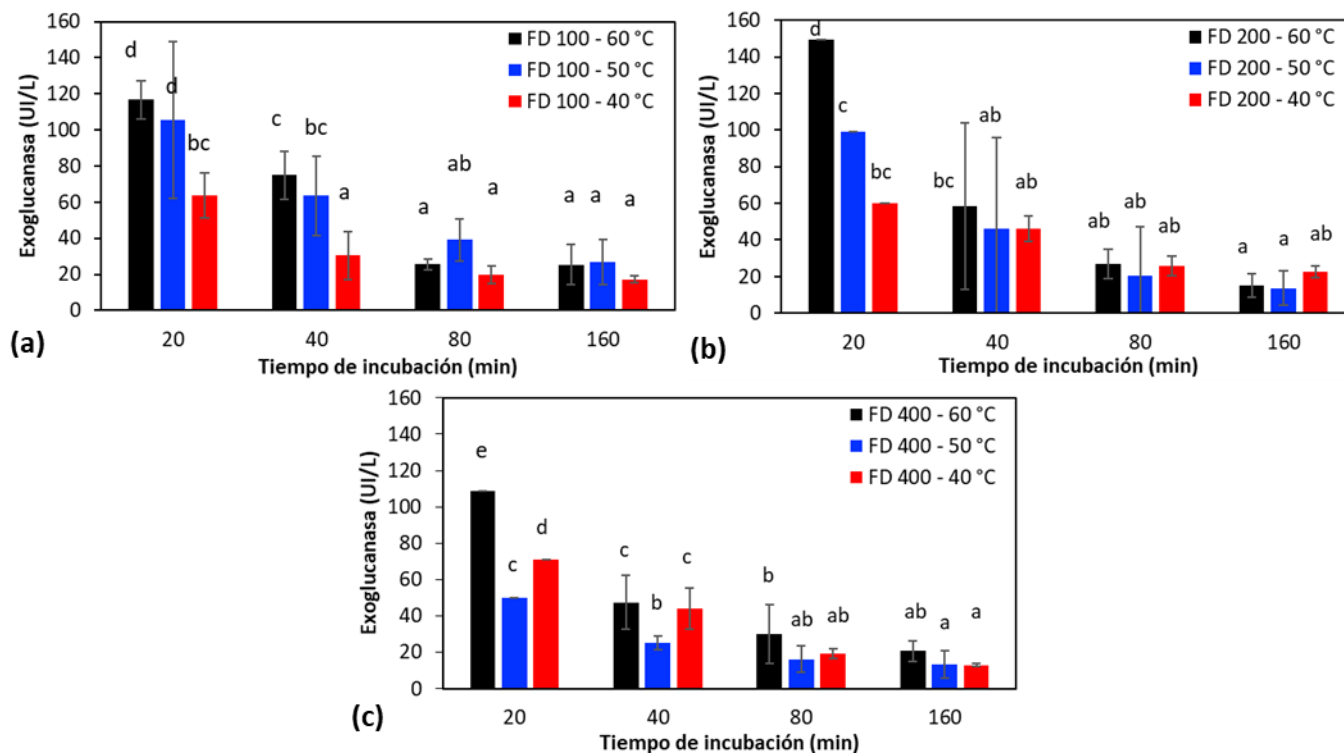 160
140
120
100
80
60
40
20
0
Exoglucanasa (UI/L)
FD 100 - 60 °C
FD 100 - 50 °C
FD 100 - 40 °C
d
d
bc
c
bc
a
a
ab
a
a
a
a
20
40
80
160
Tiempo de incubación (min)
(a)
160
140
120
100
80
60
40
20
0
Exoglucanasa (UI/L)
FD 200 - 60 °C
FD 200 - 50 °C
FD 200 - 40 °C
d
c
bc
bc
ab
ab
ab
ab
ab
a
a
ab
20
40
80
160
Tiempo de incubación (min)
(b)
160
140
120
100
80
60
40
20
0
Exoglucanasa (UI/L)
FD 400 - 60 °C
FD 400 - 50 °C
FD 400 - 40 °C
e
c
d
c
b
c
b
ab
ab
ab
a
a
20
40
80
160
Tiempo de incubación (min)
(c)